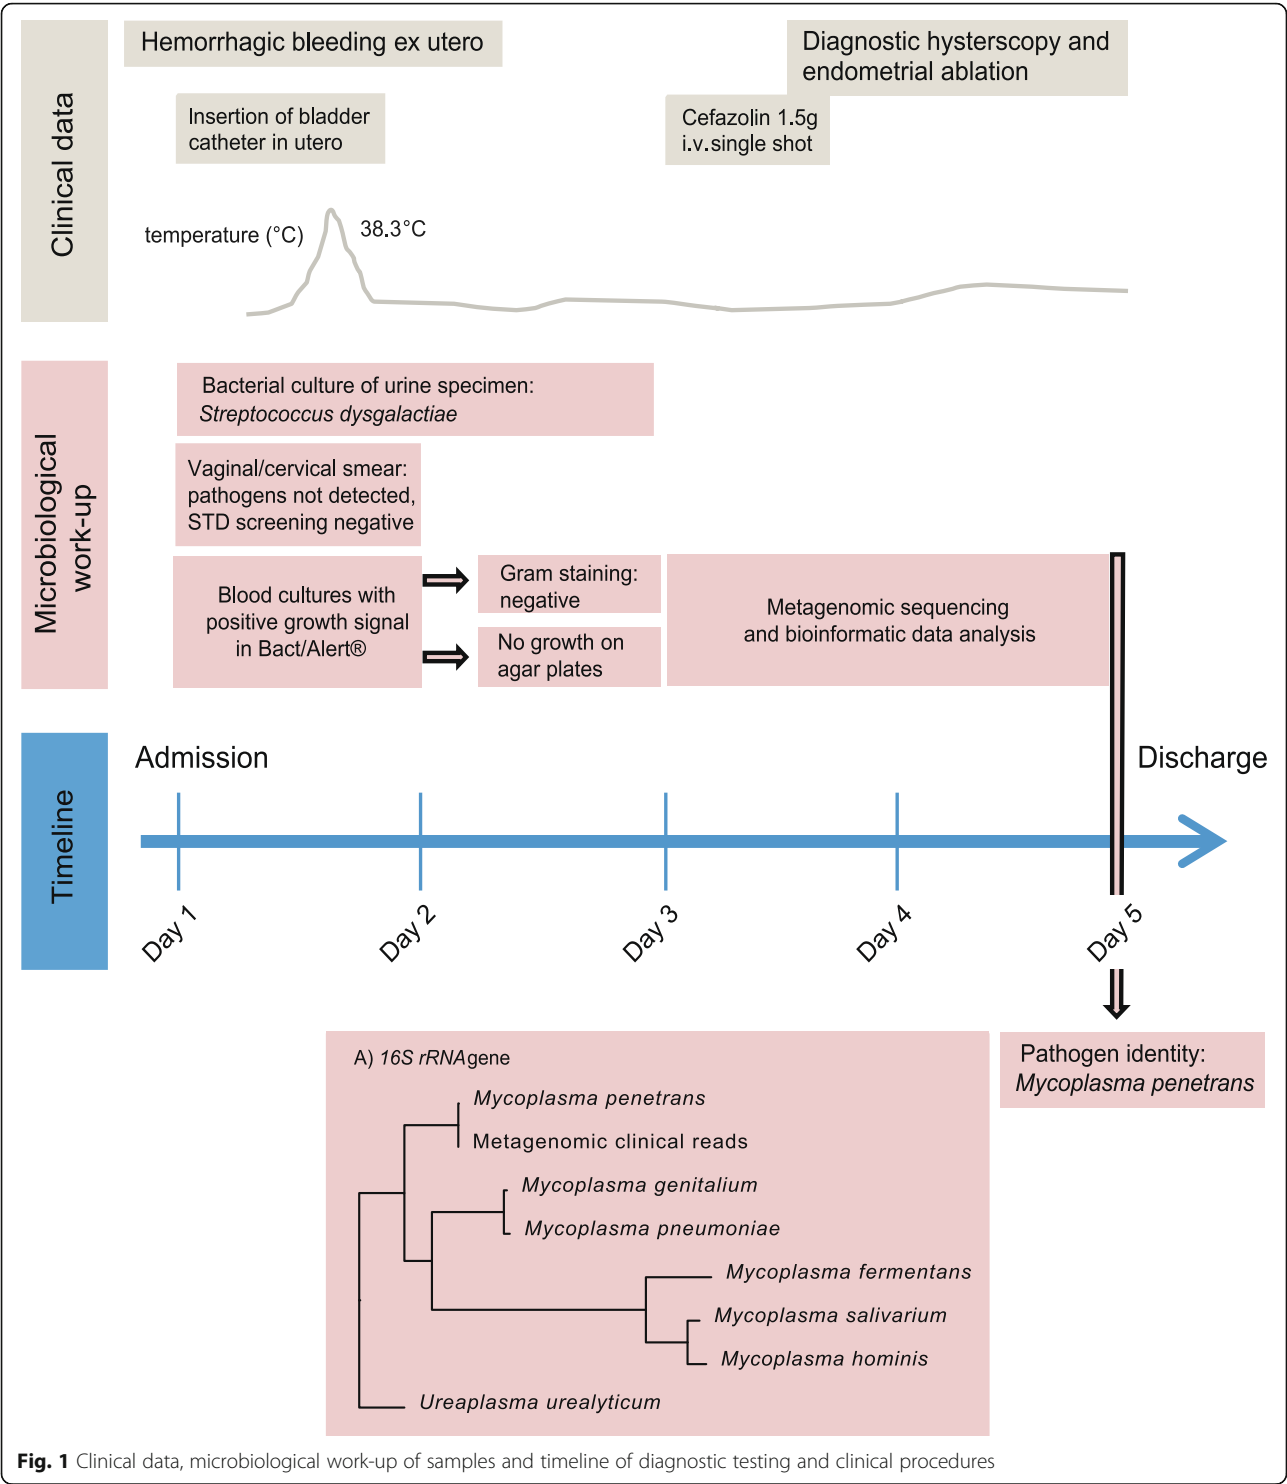 Clinical data
Hemorrhagic bleeding ex utero
Diagnostic hysterscopy and
endometrial ablation
Insertion of bladder
catheter in utero
Cefazolin 1.5g
i.v.single shot
temperature (°C)
38.3°C
Microbiological
work-up
Bacterial culture of urine specimen:
Streptococcus dysgalactiae
Vaginal/cervical smear:
pathogens not detected,
STD screening negative
Blood cultures with
positive growth signal
in Bact/Alert®
Gram staining:
negative
No growth on
agar plates
Metagenomic sequencing
and bioinformatic data analysis
Timeline
Admission
Discharge
Day 1
Day 2
Day 3
Day 4
Day 5
Pathogen identity:
Mycoplasma penetrans
A) 16S rRNAgene
Mycoplasma penetrans
Metagenomic clinical reads
Mycoplasma genitalium
Mycoplasma pneumoniae
Mycoplasma fermentans
Mycoplasma salivarium
Mycoplasma hominis
Ureaplasma urealyticum
Fig. 1 Clinical data, microbiological work-up of samples and timeline of diagnostic testing and clinical procedures